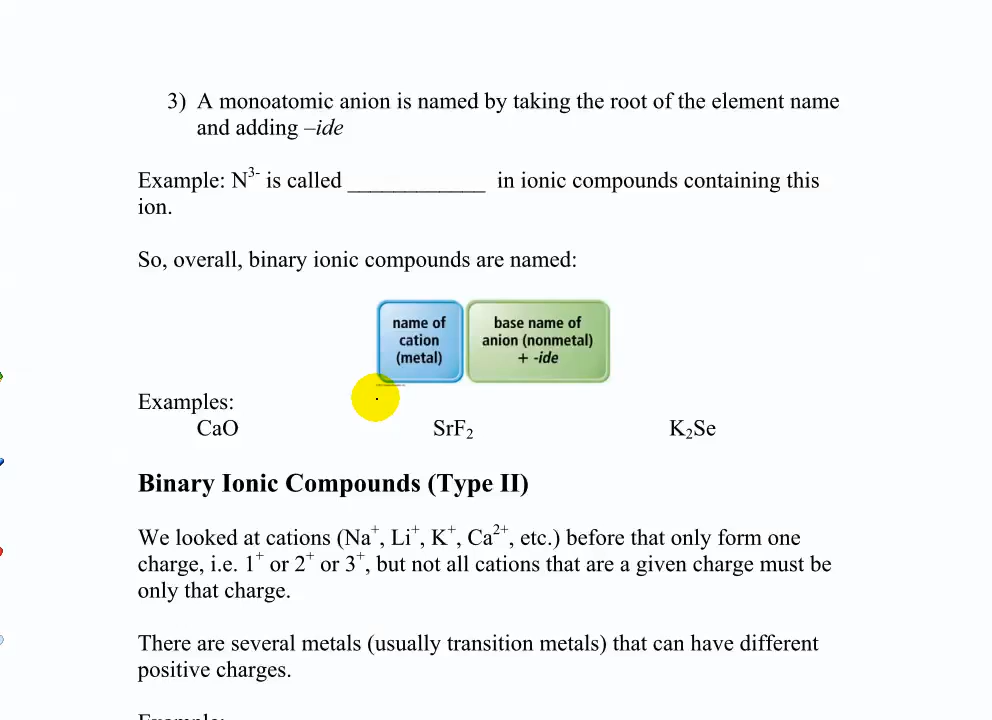 3) A monoatomic anion is named by taking the root of the element name
and adding –ide
Example: N³⁻ is called ____________ in ionic compounds containing this
ion.
So, overall, binary ionic compounds are named:
name of
cation
(metal)
base name of
anion (nonmetal)
+ -ide
Examples:
CaO SrF₂ K₂Se
Binary Ionic Compounds (Type II)
We looked at cations (Na⁺, Li⁺, K⁺, Ca²⁺, etc.) before that only form one
charge, i.e. 1⁺ or 2⁺ or 3⁺, but not all cations that are a given charge must be
only that charge.
There are several metals (usually transition metals) that can have different
positive charges.
Example: